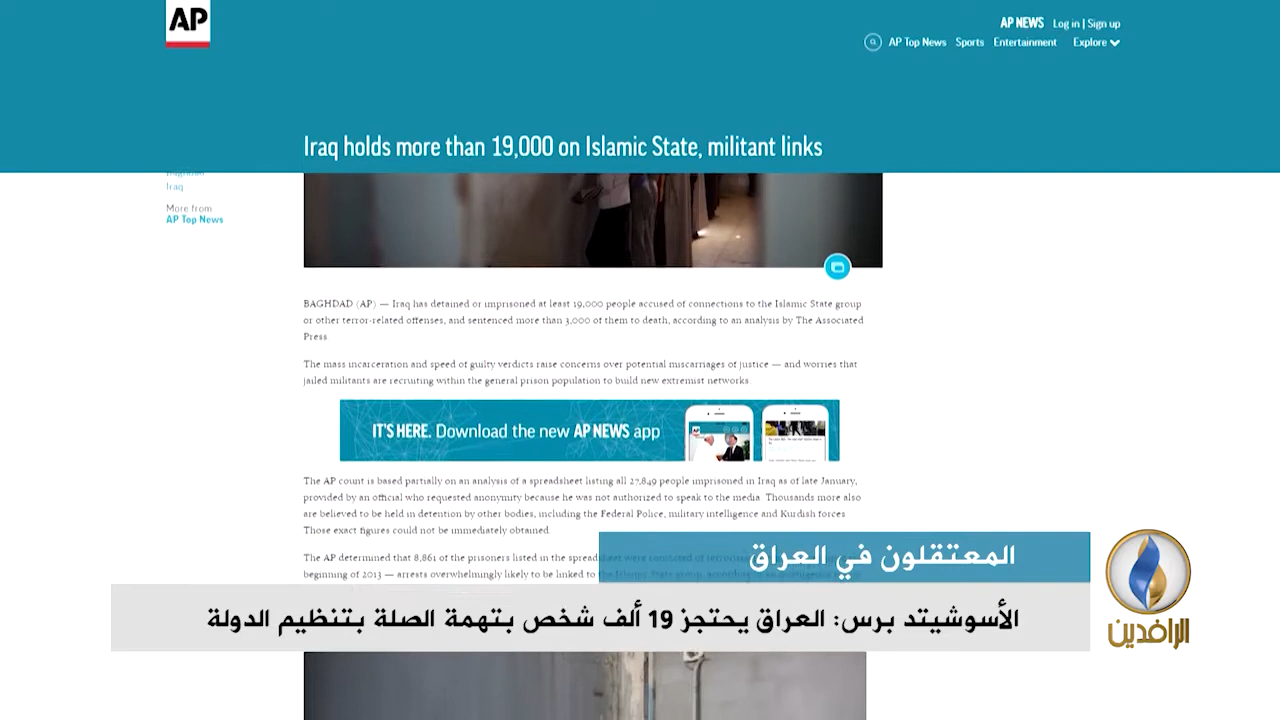 AP
AP NEWS Log in | Sign up
AP Top News Sports Entertainment Explore
Iraq holds more than 19,000 on Islamic State, militant links
Baghdad
Iraq
More from
AP Top News
BAGHDAD (AP) — Iraq has detained or imprisoned at least 19,000 people accused of connections to the Islamic State group
or other terror-related offenses, and sentenced more than 3,000 of them to death, according to an analysis by The Associated
Press
The mass incarceration and speed of guilty verdicts raise concerns over potential miscarriages of justice — and worries that
jailed militants are recruiting within the general prison population to build new extremist networks
IT'S HERE. Download the new AP NEWS app
The AP count is based partially on an analysis of a spreadsheet listing all 27,849 people imprisoned in Iraq as of late January,
provided by an official who requested anonymity because he was not authorized to speak to the media Thousands more also
are believed to be held in detention by other bodies, including the Federal Police, military intelligence and Kurdish forces
Those exact figures could not be immediately obtained
The AP determined that 8,861 of the prisoners listed in the spreadsheet were convicted of
beginning of 2013 — arrests overwhelmingly likely to be linked to the Islamic State group, according to an
المعتقلون في العراق
الأسوشيتد برس: العراق يحتجز 19 ألف شخص بتهمة الصلة بتنظيم الدولة
الرافدين